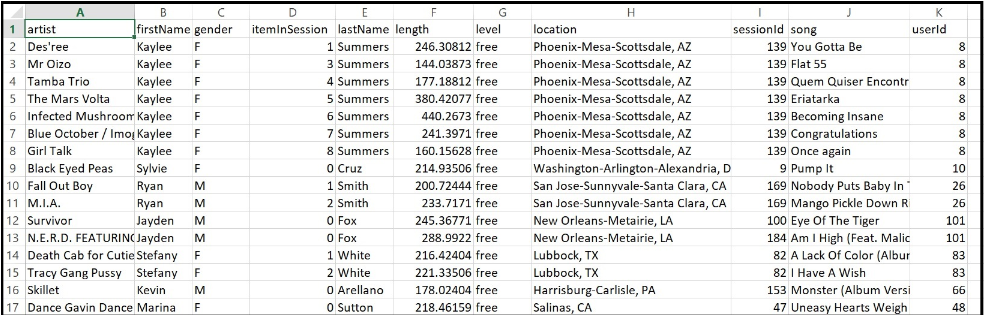 A B C D E F G H I J K
1 artist firstName gender itemInSession lastName length level location sessionId song userId
2 Des'ree Kaylee F 1 Summers 246.30812 free Phoenix-Mesa-Scottsdale, AZ 139 You Gotta Be 8
3 Mr Oizo Kaylee F 3 Summers 144.03873 free Phoenix-Mesa-Scottsdale, AZ 139 Flat 55 8
4 Tamba Trio Kaylee F 4 Summers 177.18812 free Phoenix-Mesa-Scottsdale, AZ 139 Quem Quiser Encontr 8
5 The Mars Volta Kaylee F 5 Summers 380.42077 free Phoenix-Mesa-Scottsdale, AZ 139 Eriatarka 8
6 Infected Mushroom Kaylee F 6 Summers 440.2673 free Phoenix-Mesa-Scottsdale, AZ 139 Becoming Insane 8
7 Blue October / Imog Kaylee F 7 Summers 241.3971 free Phoenix-Mesa-Scottsdale, AZ 139 Congratulations 8
8 Girl Talk Kaylee F 8 Summers 160.15628 free Phoenix-Mesa-Scottsdale, AZ 139 Once again 8
9 Black Eyed Peas Sylvie F 0 Cruz 214.93506 free Washington-Arlington-Alexandria, D 9 Pump It 10
10 Fall Out Boy Ryan M 1 Smith 200.72444 free San Jose-Sunnyvale-Santa Clara, CA 169 Nobody Puts Baby In 26
11 M.I.A. Ryan M 2 Smith 233.7171 free San Jose-Sunnyvale-Santa Clara, CA 169 Mango Pickle Down R 26
12 Survivor Jayden M 0 Fox 245.36771 free New Orleans-Metairie, LA 100 Eye Of The Tiger 101
13 N.E.R.D. FEATURING Jayden M 0 Fox 288.9922 free New Orleans-Metairie, LA 184 Am I High (Feat. Malic 101
14 Death Cab for Cutie Stefany F 1 White 216.42404 free Lubbock, TX 82 A Lack Of Color (Albur 83
15 Tracy Gang Pussy Stefany F 2 White 221.33506 free Lubbock, TX 82 I Have A Wish 83
16 Skillet Kevin M 0 Arellano 178.02404 free Harrisburg-Carlisle, PA 153 Monster (Album Versi 66
17 Dance Gavin Dance Marina F 0 Sutton 218.46159 free Salinas, CA 47 Uneasy Hearts Weigh 48